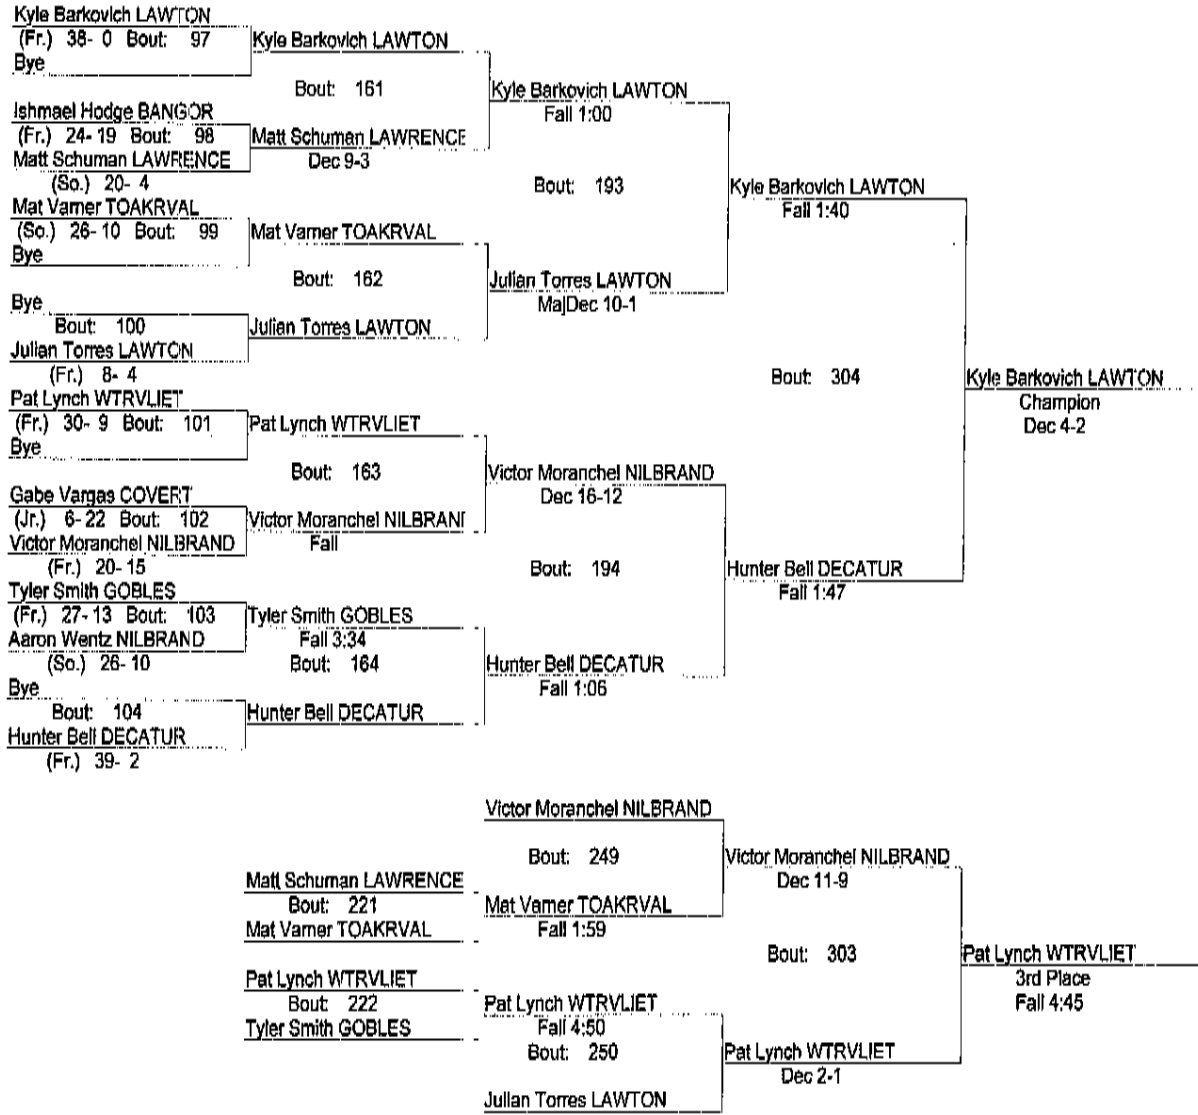 Kyle Barkovich LAWTON
(Fr.) 38- 0 Bout: 97
Bye
Kyle Barkovich LAWTON
Bout: 161
Ishmael Hodge BANGOR
(Fr.) 24- 19 Bout: 98
Matt Schuman LAWRENCE
(So.) 20- 4
Matt Schuman LAWRENCE
Dec 9-3
Kyle Barkovich LAWTON
Fall 1:00
Bout: 193
Mat Varner TOAKRVAL
(So.) 26- 10 Bout: 99
Bye
Mat Varner TOAKRVAL
Bout: 162
Bye
Bout: 100
Julian Torres LAWTON
(Fr.) 8- 4
Julian Torres LAWTON
Julian Torres LAWTON
MajDec 10-1
Kyle Barkovich LAWTON
Fall 1:40
Bout: 304
Kyle Barkovich LAWTON
Champion
Dec 4-2
Pat Lynch WTRVLIET
(Fr.) 30- 9 Bout: 101
Bye
Pat Lynch WTRVLIET
Bout: 163
Gabe Vargas COVERT
(Jr.) 6- 22 Bout: 102
Victor Moranchel NILBRAND
(Fr.) 20- 15
Victor Moranchel NILBRAND
Fall
Victor Moranchel NILBRAND
Dec 16-12
Bout: 194
Tyler Smith GOBLES
(Fr.) 27- 13 Bout: 103
Aaron Wentz NILBRAND
(So.) 26- 10
Tyler Smith GOBLES
Fall 3:34
Bout: 164
Bye
Bout: 104
Hunter Bell DECATUR
(Fr.) 39- 2
Hunter Bell DECATUR
Hunter Bell DECATUR
Fall 1:06
Hunter Bell DECATUR
Fall 1:47
Victor Moranchel NILBRAND
Bout: 249
Matt Schuman LAWRENCE
Bout: 221
Mat Varner TOAKRVAL
Mat Varner TOAKRVAL
Fall 1:59
Victor Moranchel NILBRAND
Dec 11-9
Bout: 303
Pat Lynch WTRVLIET
3rd Place
Fall 4:45
Pat Lynch WTRVLIET
Bout: 222
Tyler Smith GOBLES
Pat Lynch WTRVLIET
Fall 4:50
Bout: 250
Julian Torres LAWTON
Pat Lynch WTRVLIET
Dec 2-1